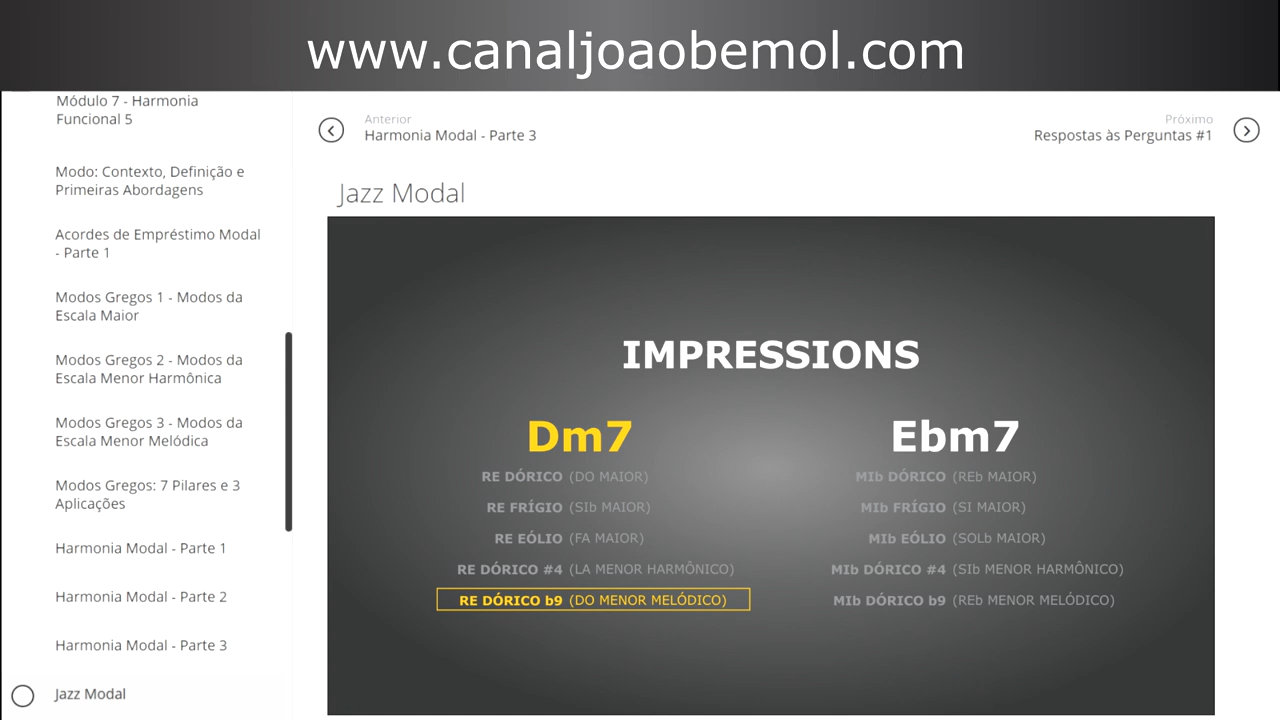 www.canaljoaobemol.com
Módulo 7 - Harmonia
Funcional 5
Modo: Contexto, Definição e
Primeiras Abordagens
Acordes de Empréstimo Modal
- Parte 1
Modos Gregos 1 - Modos da
Escala Maior
Modos Gregos 2 - Modos da
Escala Menor Harmônica
Modos Gregos 3 - Modos da
Escala Menor Melódica
Modos Gregos: 7 Pilares e 3
Aplicações
Harmonia Modal - Parte 1
Harmonia Modal - Parte 2
Harmonia Modal - Parte 3
Jazz Modal
Anterior
Harmonia Modal - Parte 3
Próximo
Respostas às Perguntas #1
Jazz Modal
IMPRESSIONS
Dm7
RE DÓRICO (DO MAIOR)
RE FRÍGIO (SIb MAIOR)
RE EÓLIO (FA MAIOR)
RE DÓRICO #4 (LA MENOR HARMÔNICO)
RE DÓRICO b9 (DO MENOR MELÓDICO)
Ebm7
MIb DÓRICO (REb MAIOR)
MIb FRÍGIO (SI MAIOR)
MIb EÓLIO (SOLb MAIOR)
MIb DÓRICO #4 (SIb MENOR HARMÔNICO)
MIb DÓRICO b9 (REb MENOR MELÓDICO)